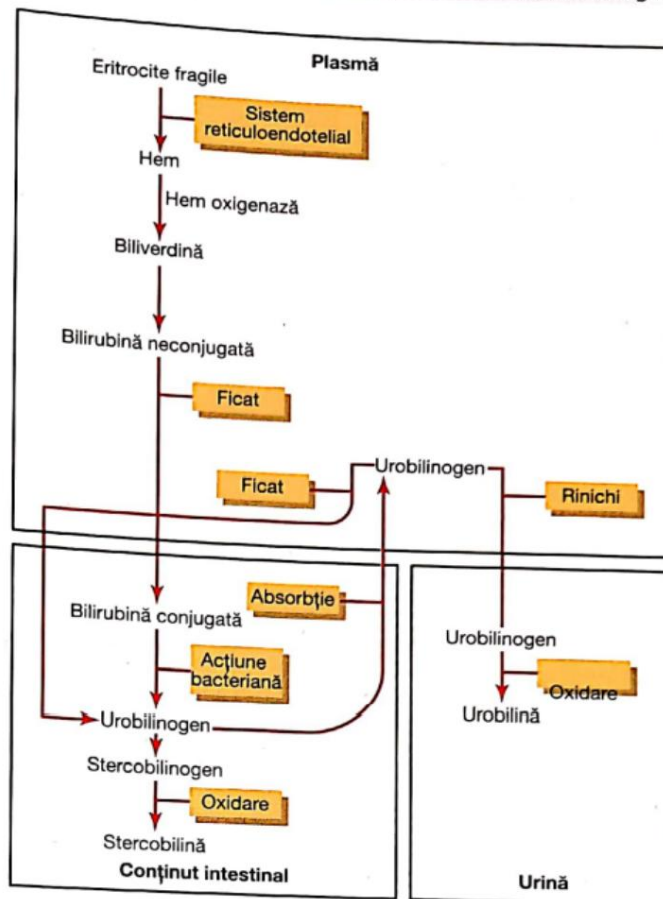 Plasmă
Eritrocite fragile
Sistem
reticuloendotelial
Hem
Hem oxigenază
Biliverdină
Bilirubină neconjugată
Ficat
Urobilinogen
Ficat
Rinichi
Absorbție
Bilirubină conjugată
Acțiune
bacteriană
Urobilinogen
Stercobilinogen
Oxidare
Stercobilină
Conținut intestinal
Urobilinogen
Oxidare
Urobilină
Urină